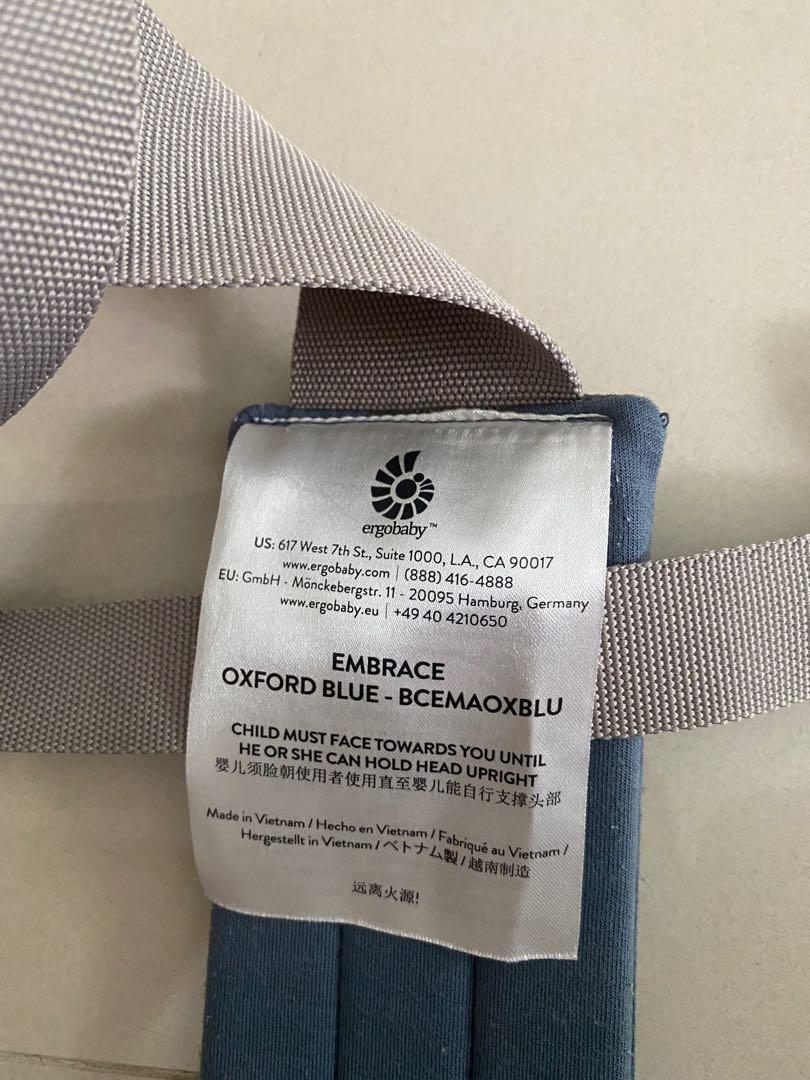 ergobaby™
US: 617 West 7th St., Suite 1000, L.A., CA 90017
www.ergobaby.com | (888) 416-4888
EU: GmbH - Mönckebergstr. 11 - 20095 Hamburg, Germany
www.ergobaby.eu | +49 40 4210650
EMBRACE
OXFORD BLUE - BCEMAOXBLU
CHILD MUST FACE TOWARDS YOU UNTIL
HE OR SHE CAN HOLD HEAD UPRIGHT
婴儿须脸朝使用者使用直至婴儿能自行支撑头部
Made in Vietnam / Hecho en Vietnam / Fabriqué au Vietnam /
Hergestellt in Vietnam / ベトナム製 / 越南制造
远离火源!